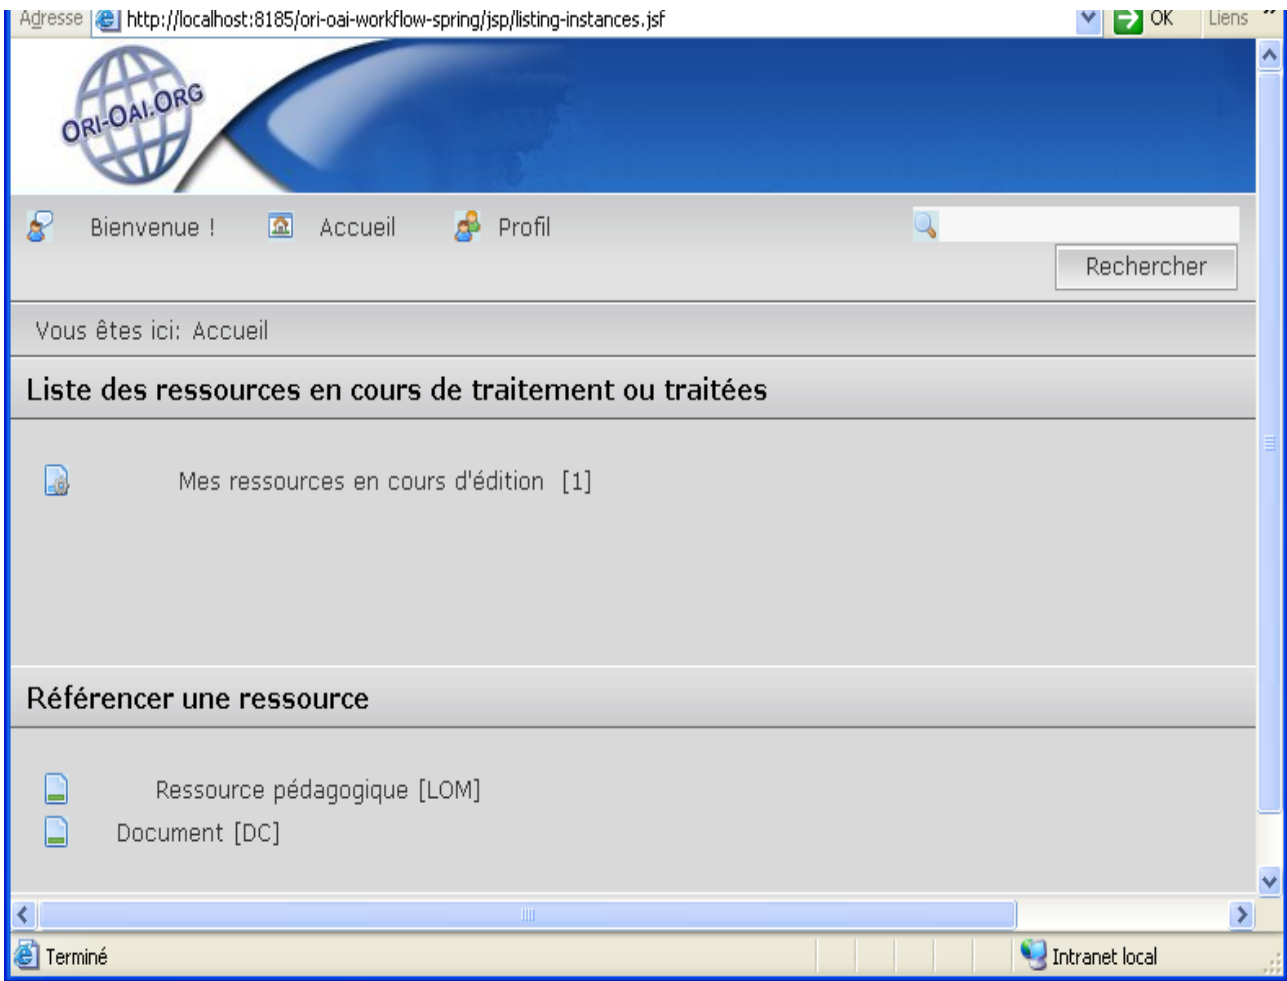 Adresse http://localhost:8185/ori-oai-workflow-spring/jsp/listing-instances.jsf OK Liens »
ORI-OAI.ORG
Bienvenue ! Accueil Profil
Rechercher
Vous êtes ici: Accueil
Liste des ressources en cours de traitement ou traitées
Mes ressources en cours d'édition [1]
Référencer une ressource
Ressource pédagogique [LOM]
Document [DC]
Terminé Intranet local